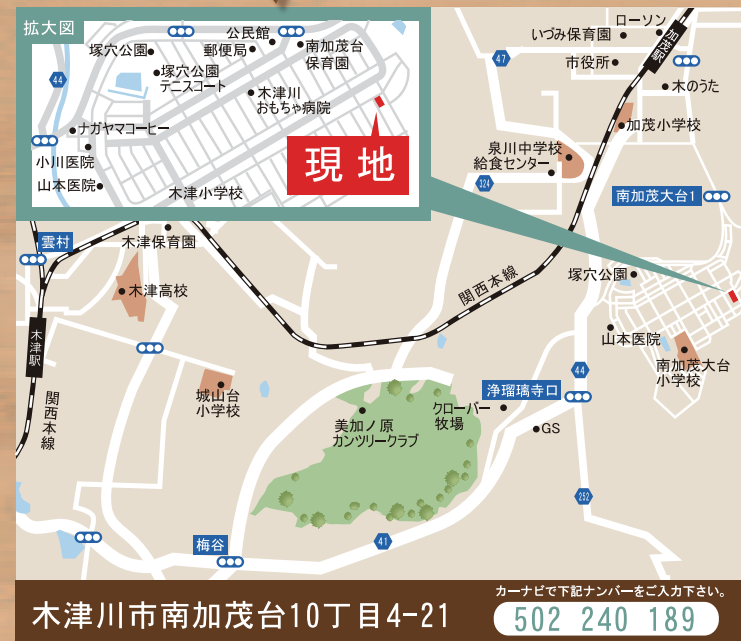 拡大図
44
塚穴公園
公民館
郵便局
南加茂台
保育園
塚穴公園
テニスコート
木津川
おもちゃ病院
ナガヤマコーヒー
小川医院
山本医院
現地
木津小学校
ローソン
いづみ保育園
加茂駅
47
市役所
木のうた
加茂小学校
泉川中学校
給食センター
324
南加茂大台1
雲村
木津保育園
関西本線
塚穴公園
木津高校
木津駅
山本医院
南加茂大台
小学校
44
関西本線
城山台
小学校
浄瑠璃寺口
美加ノ原
カンツリークラブ
クローバー
牧場
GS
252
梅谷
41
木津川市南加茂台10丁目4-21
カーナビで下記ナンバーをご入力下さい。
502 240 189